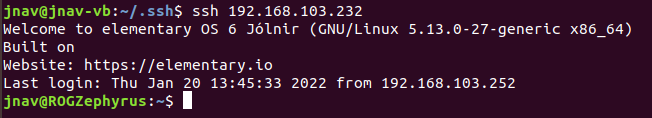 jnav@jnav-vb:~/.ssh$ ssh 192.168.103.232
Welcome to elementary OS 6 Jólnir (GNU/Linux 5.13.0-27-generic x86_64)
Built on
Website: https://elementary.io
Last login: Thu Jan 20 13:45:33 2022 from 192.168.103.252
jnav@ROGZephyrus:~$